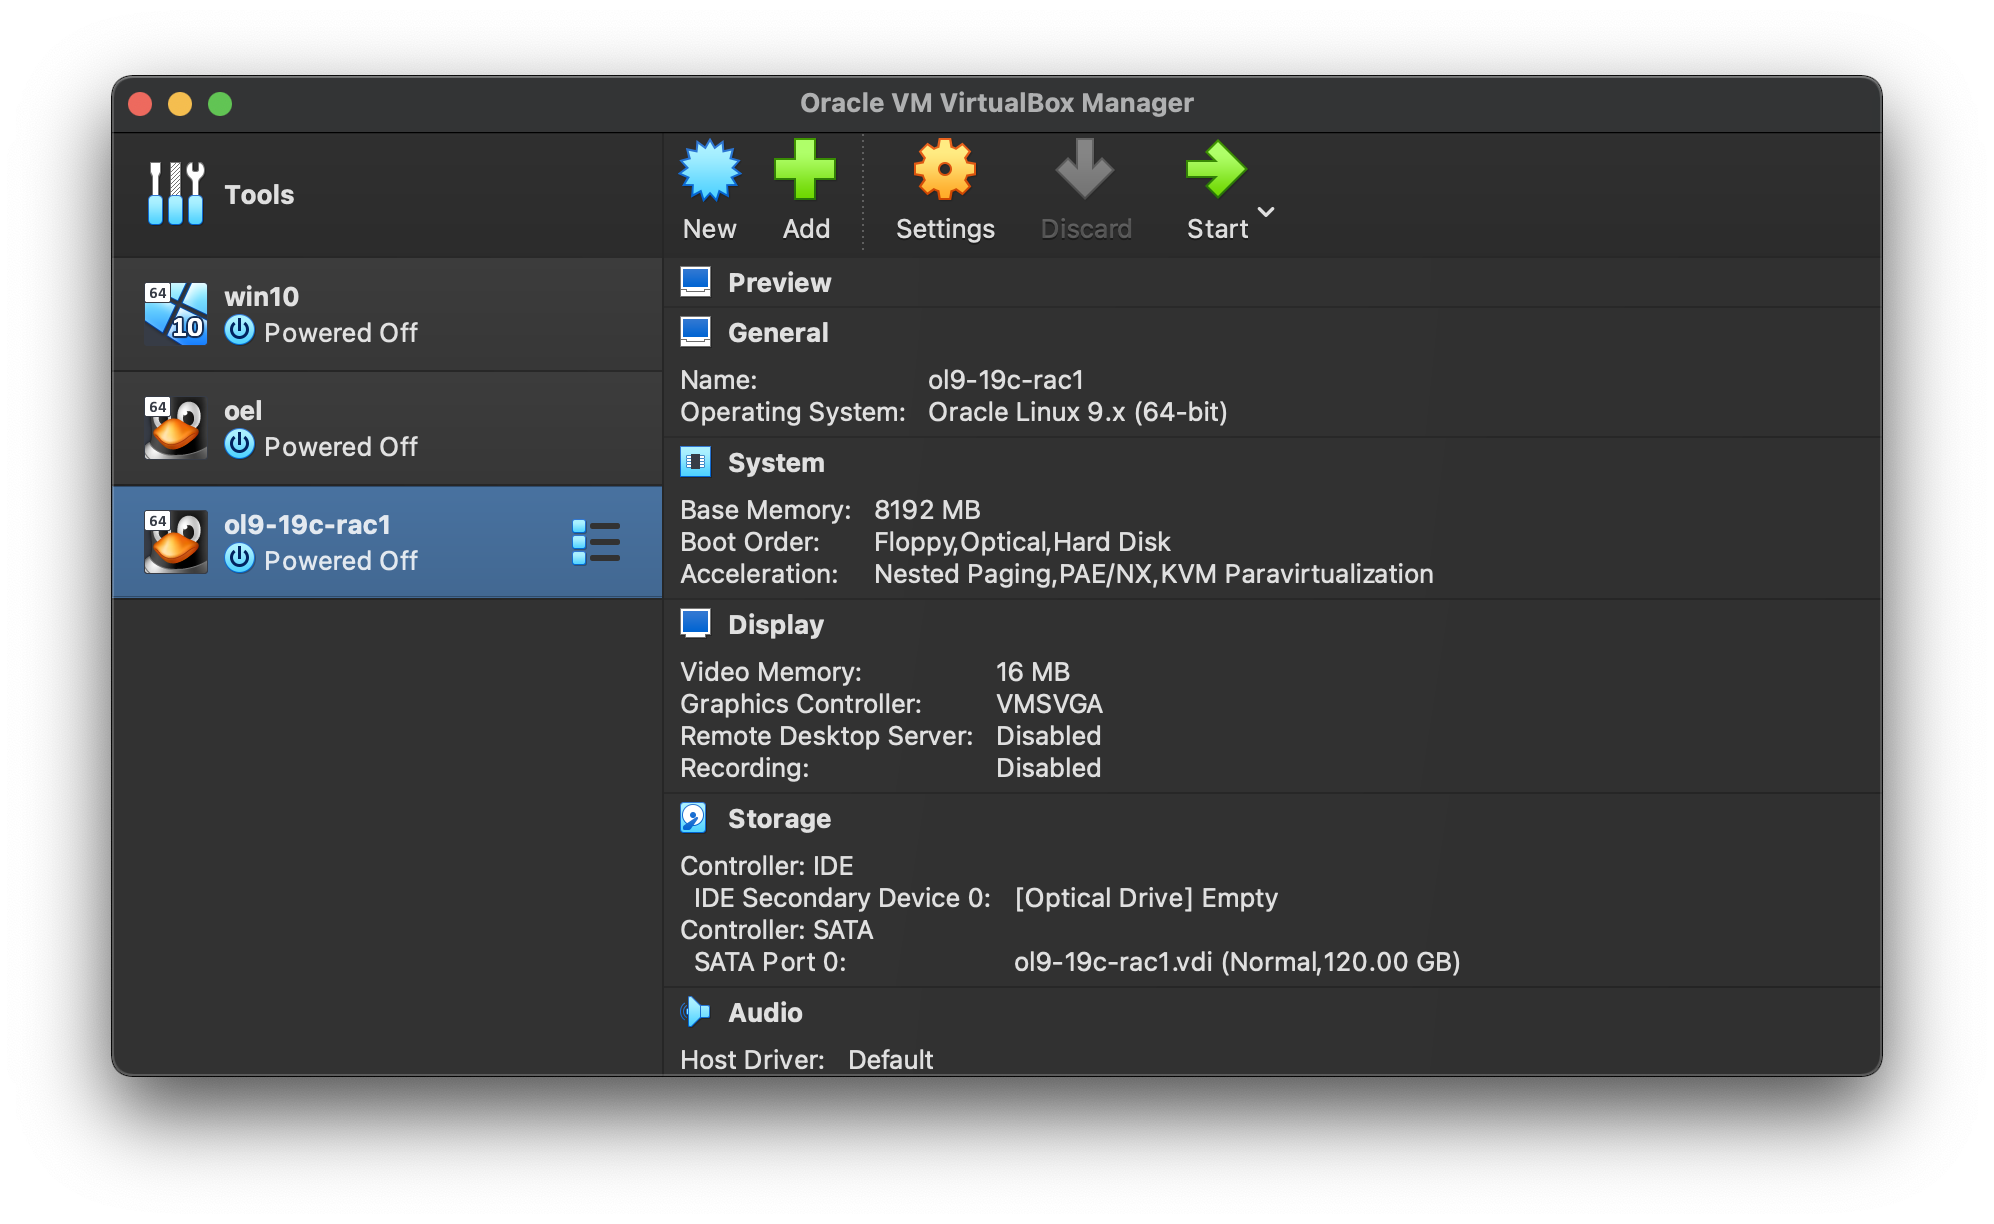 Oracle VM VirtualBox Manager
Tools
New
Add
Settings
Discard
Start
64
10
win10
Powered Off
64
oel
Powered Off
64
ol9-19c-rac1
Powered Off
Preview
General
Name: ol9-19c-rac1
Operating System: Oracle Linux 9.x (64-bit)
System
Base Memory: 8192 MB
Boot Order: Floppy,Optical,Hard Disk
Acceleration: Nested Paging,PAE/NX,KVM Paravirtualization
Display
Video Memory: 16 MB
Graphics Controller: VMSVGA
Remote Desktop Server: Disabled
Recording: Disabled
Storage
Controller: IDE
IDE Secondary Device 0: [Optical Drive] Empty
Controller: SATA
SATA Port 0: ol9-19c-rac1.vdi (Normal,120.00 GB)
Audio
Host Driver: Default